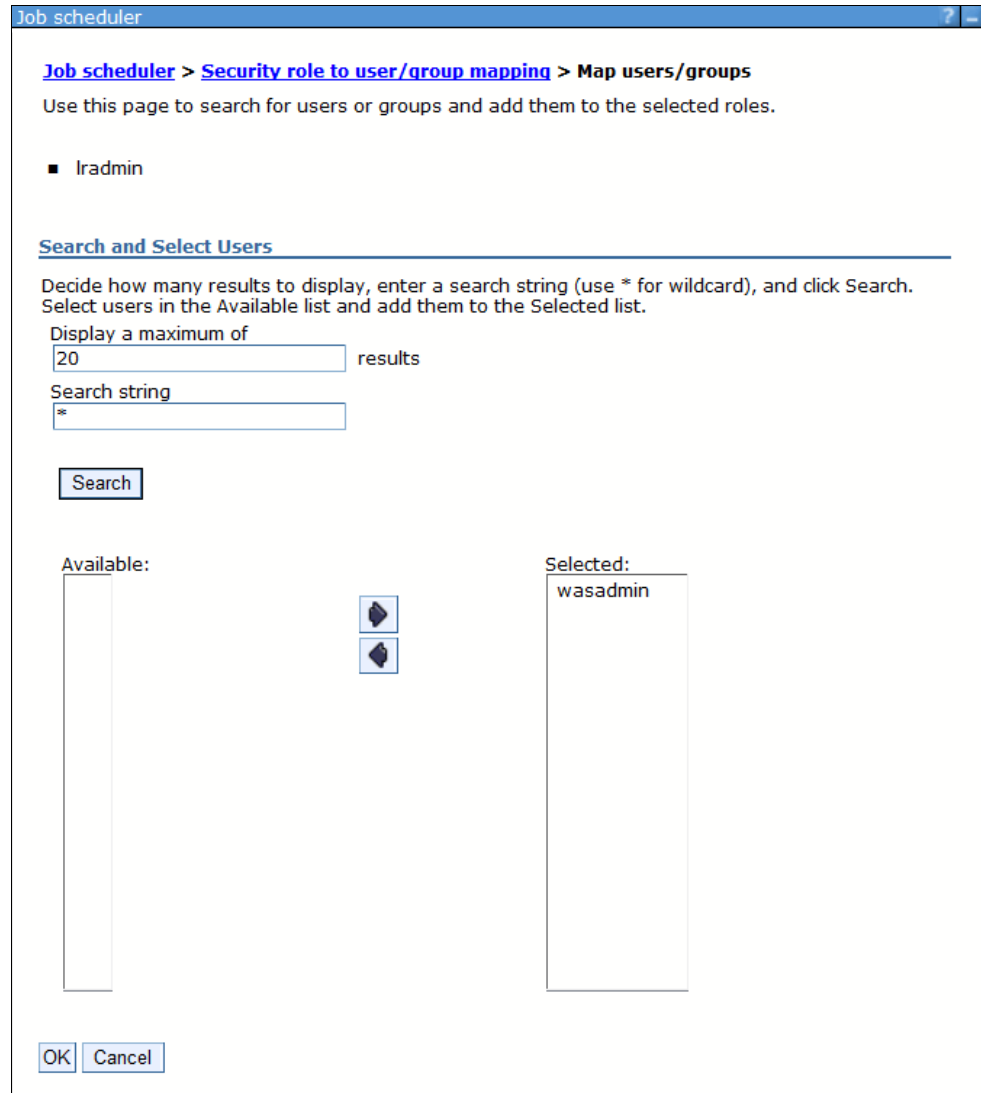 Job scheduler ? –
Job scheduler > Security role to user/group mapping > Map users/groups
Use this page to search for users or groups and add them to the selected roles.
lradmin
Search and Select Users
Decide how many results to display, enter a search string (use * for wildcard), and click Search.
Select users in the Available list and add them to the Selected list.
Display a maximum of
20 results
Search string
*
Search
Available: Selected:
wasadmin
OK Cancel